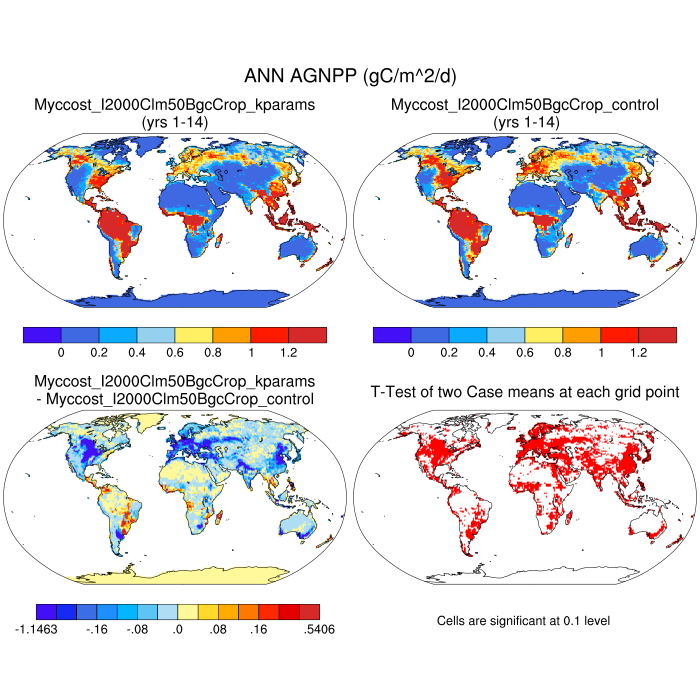 ANN AGNPP (gC/m^2/d)
Myccost_I2000Clm50BgcCrop_kparams
(yrs 1-14)
Myccost_I2000Clm50BgcCrop_control
(yrs 1-14)
0 0.2 0.4 0.6 0.8 1 1.2
0 0.2 0.4 0.6 0.8 1 1.2
Myccost_I2000Clm50BgcCrop_kparams
- Myccost_I2000Clm50BgcCrop_control
T-Test of two Case means at each grid point
-1.1463 -.16 -.08 .0 .08 .16 .5406
Cells are significant at 0.1 level